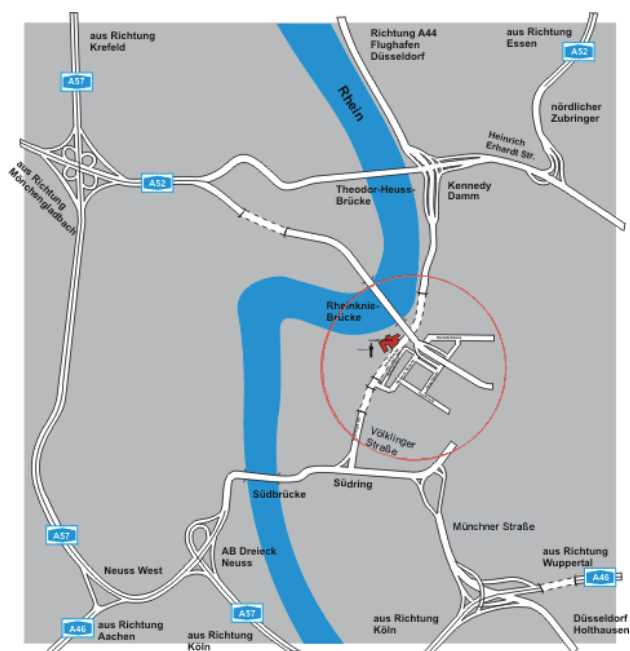 aus Richtung
Krefeld
A57
Richtung A44
Flughafen
Düsseldorf
aus Richtung
Essen
A52
Rhein
nördlicher
Zubringer
Heinrich
Erhardt Str.
aus Richtung
Mönchengladbach
A52
Theodor-Heuss-
Brücke
Kennedy
Damm
Rheinknie-
Brücke
Völklinger
Straße
Südring
Südbrücke
Münchner Straße
A57
AB Dreieck
Neuss
Neuss West
aus Richtung
Wuppertal
A46
A46
aus Richtung
Aachen
A57
aus Richtung
Köln
aus Richtung
Köln
Düsseldorf
Holthausen